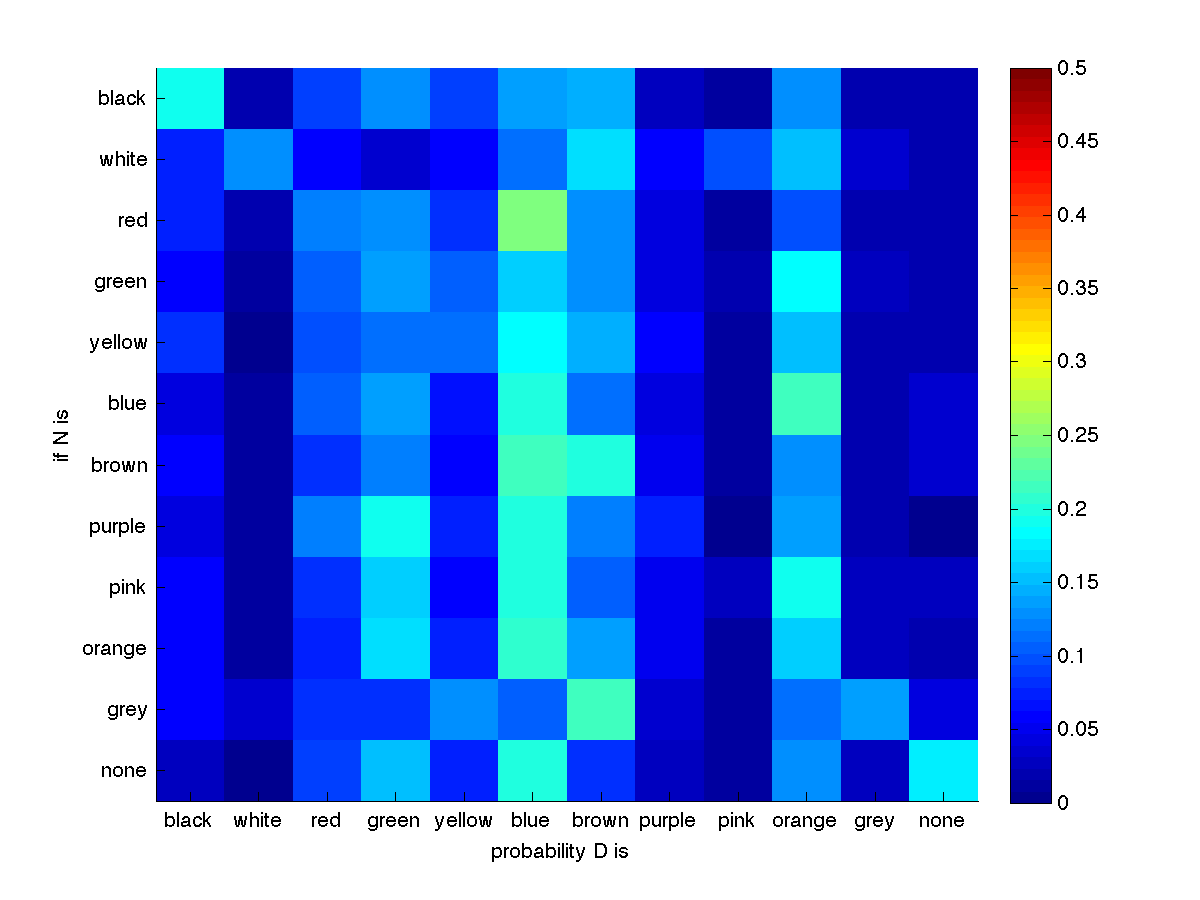 black
white
red
green
yellow
blue
brown
purple
pink
orange
grey
none
if N is
black white red green yellow blue brown purple pink orange grey none
probability D is
0.5
0.45
0.4
0.35
0.3
0.25
0.2
0.15
0.1
0.05
0